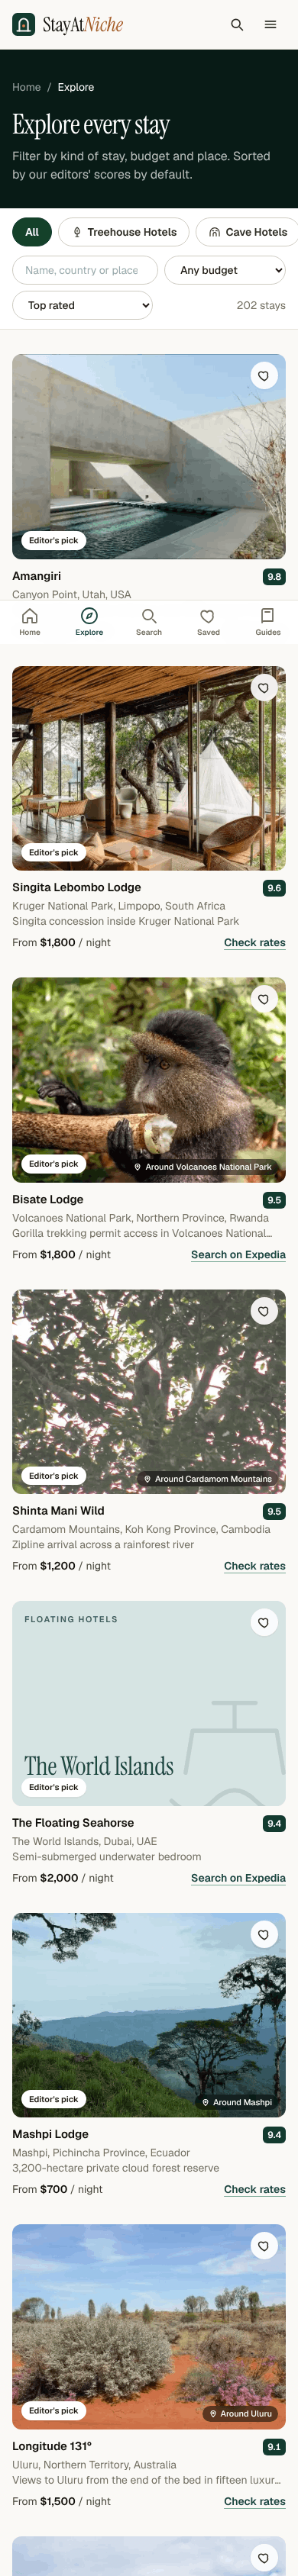 StayAtNiche
Home / Explore
Explore every stay
Filter by kind of stay, budget and place. Sorted
by our editors' scores by default.
All
Treehouse Hotels
Cave Hotels
Name, country or place
Any budget
Top rated
202 stays
Editor's pick
Amangiri
9.8
Canyon Point, Utah, USA
Home
Explore
Search
Saved
Guides
Editor's pick
Singita Lebombo Lodge
9.6
Kruger National Park, Limpopo, South Africa
Singita concession inside Kruger National Park
From $1,800 / night
Check rates
Editor's pick
Around Volcanoes National Park
Bisate Lodge
9.5
Volcanoes National Park, Northern Province, Rwanda
Gorilla trekking permit access in Volcanoes National...
From $1,800 / night
Search on Expedia
Editor's pick
Around Cardamom Mountains
Shinta Mani Wild
9.5
Cardamom Mountains, Koh Kong Province, Cambodia
Zipline arrival across a rainforest river
From $1,200 / night
Check rates
FLOATING HOTELS
The World Islands
Editor's pick
The Floating Seahorse
9.4
The World Islands, Dubai, UAE
Semi-submerged underwater bedroom
From $2,000 / night
Search on Expedia
Editor's pick
Around Mashpi
Mashpi Lodge
9.4
Mashpi, Pichincha Province, Ecuador
3,200-hectare private cloud forest reserve
From $700 / night
Check rates
Editor's pick
Around Uluru
Longitude 131°
9.1
Uluru, Northern Territory, Australia
Views to Uluru from the end of the bed in fifteen luxur...
From $1,500 / night
Check rates